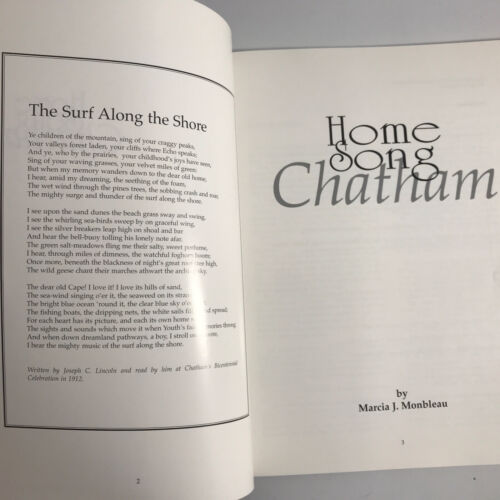 The Surf Along the Shore
Ye children of the mountain, sing of your craggy peaks,
Your valleys forest laden, your cliffs where Echo speaks;
And ye, who by the prairies, your childhood's joys have seen,
Sing of your waving grasses, your velvet miles of green:
But when my memory wanders down to the dear old home,
I hear, amid my dreaming, the seething of the foam,
The wet wind through the pines trees, the sobbing crash and roar,
The mighty surge and thunder of the surf along the shore.
I see upon the sand dunes the beach grass sway and swing,
I see the whirling sea-birds sweep by on graceful wing,
I see the silver breakers leap high on shoal and bar
And hear the bell-buoy tolling his lonely note afar.
The green salt-meadows fling me their salty, sweet perfume,
I hear, through miles of dimness, the watchful foghorn boom;
Once more, beneath the blackness of night's great roof-tree high,
The wild geese chant their marches athwart the arching sky.
The dear old Cape! I love it! I love its hills of sand,
The sea-wind singing o'er it, the seaweed on its strand;
The bright blue ocean 'round it, the clear blue sky o'
The fishing boats, the dripping nets, the white sails filled and spread;
For each heart has its picture, and each its own home
The sights and sounds which move it when Youth's fair memories throng;
And when down dreamland pathways, a boy, I stroll once more,
I hear the mighty music of the surf along the shore.
Written by Joseph C. Lincoln and read by him at Chatham's Bicentennial
Celebration in 1912.
2
Home
Song
Chatham
by
Marcia J. Monbleau
3